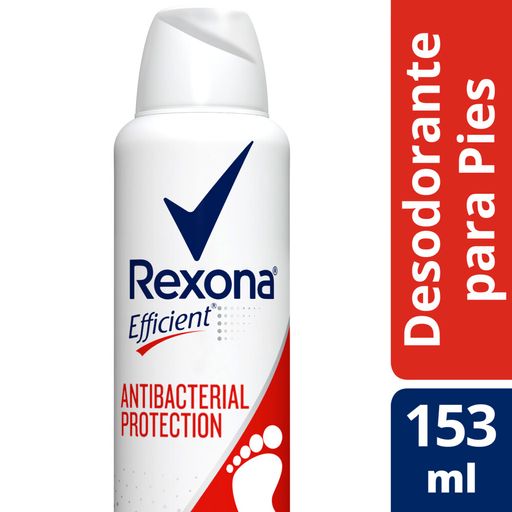 Rexona®
Efficient®
ANTIBACTERIAL
PROTECTION
Desodorante
para Pies
153
ml